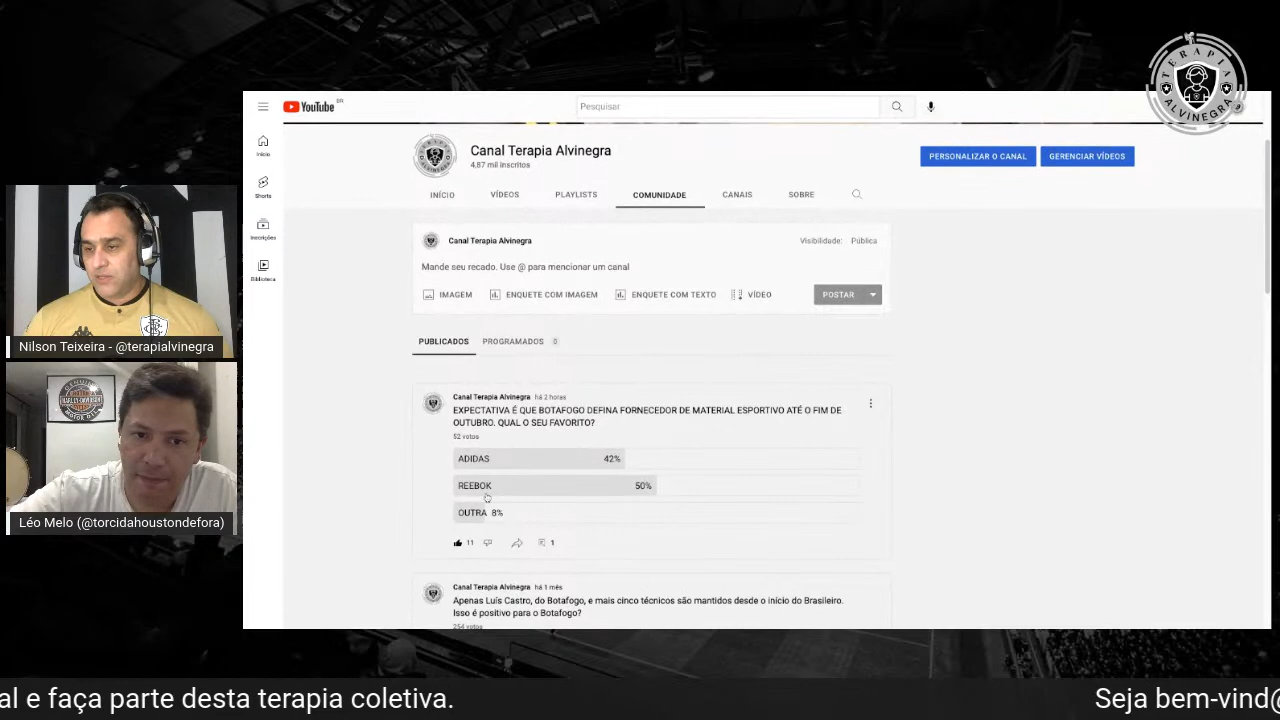 TERAPIA
ALVINEGRA
YouTube
BR
Pesquisar
Início
Shorts
Inscrições
Biblioteca
Canal Terapia Alvinegra
4,87 mil inscritos
PERSONALIZAR O CANAL
GERENCIAR VÍDEOS
INÍCIO VÍDEOS PLAYLISTS COMUNIDADE CANAIS SOBRE
Canal Terapia Alvinegra
Visibilidade: Pública
Mande seu recado. Use @ para mencionar um canal
IMAGEM ENQUETE COM IMAGEM ENQUETE COM TEXTO VÍDEO POSTAR
PUBLICADOS PROGRAMADOS 0
Canal Terapia Alvinegra há 2 horas
EXPECTATIVA É QUE BOTAFOGO DEFINA FORNECEDOR DE MATERIAL ESPORTIVO ATÉ O FIM DE
OUTUBRO. QUAL O SEU FAVORITO?
52 votos
ADIDAS 42%
REEBOK 50%
OUTRA 8%
11 1
Canal Terapia Alvinegra há 1 mês
Apenas Luís Castro, do Botafogo, e mais cinco técnicos são mantidos desde o início do Brasileiro.
Isso é positivo para o Botafogo?
254 votos
Nilson Teixeira - @terapialvinegra
HARLEY-DAVIDSON
Léo Melo (@torcidahoustondefora)
al e faça parte desta terapia coletiva.
Seja bem-vind@